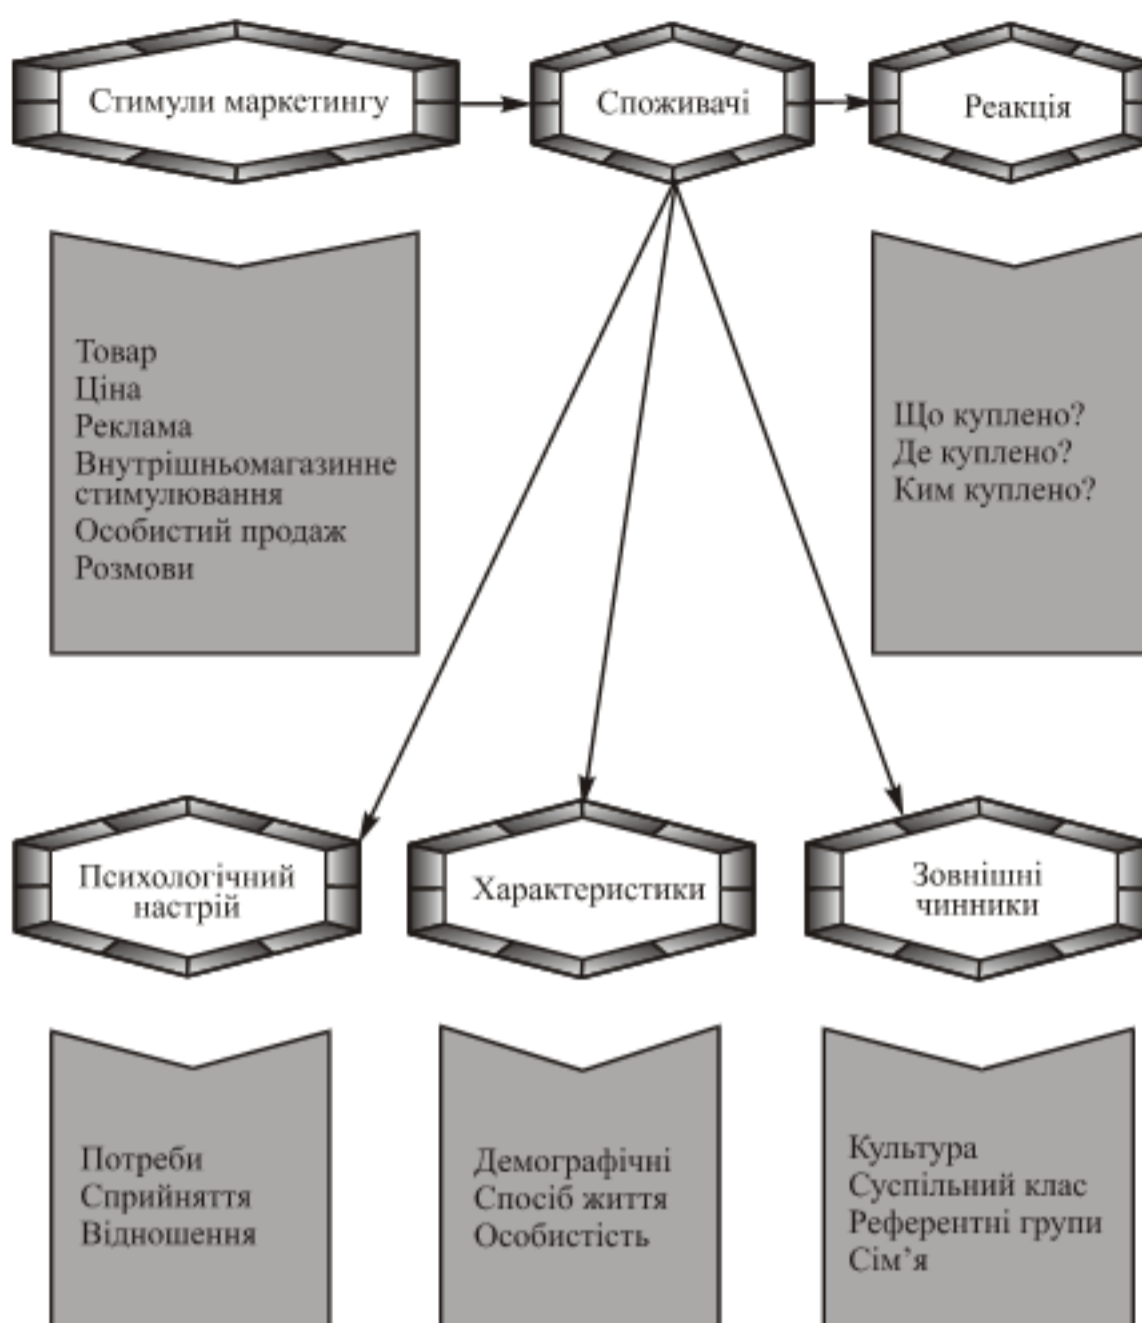 Стимули маркетингу
Споживачі
Реакція
Товар
Ціна
Реклама
Внутрішньомагазинне
стимулювання
Особистий продаж
Розмови
Що куплено?
Де куплено?
Ким куплено?
Психологічний
настрій
Характеристики
Зовнішні
чинники
Потреби
Сприйняття
Відношення
Демографічні
Спосіб життя
Особистість
Культура
Суспільний клас
Референтні групи
Сім’я